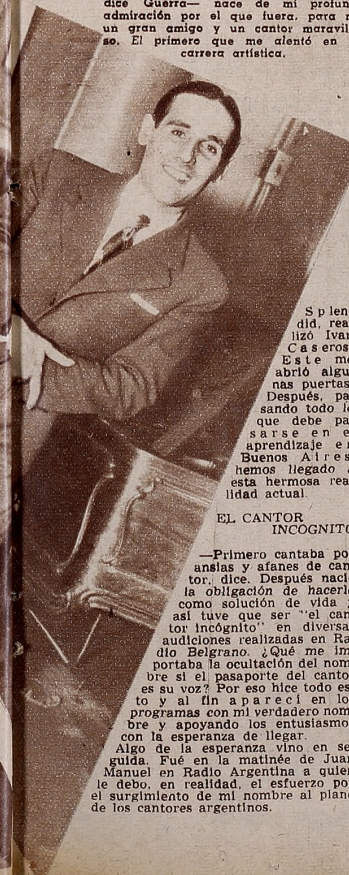 dice Guerra— nace de mi profun
admiración por el que fuera, para m
un gran amigo y un cantor maravil
so. El primero que me alentó en
carrera artística.
Splen
did, rea
lizó Ivan
Caseros
Este me
abrió algu
nas puertas
Después, pa
sando todo lo
que debe pa
sarse en e
aprendizaje en
Buenos Aires
hemos llegado a
esta hermosa rea
lidad actual.
EL CANTOR
INCOGNITO
—Primero cantaba po
ansias y afanes de can
tor, dice. Después naci
la obligación de hacerlo
como solución de vida y
así tuve que ser "el can
tor incógnito" en diversa
audiciones realizadas en Ra
dio Belgrano. ¿Qué me im
portaba la ocultación del nom
bre si el pasaporte del canto
es su voz? Por eso hice todo es
to y al fin aparecí en lo
programas con mi verdadero nom
bre y apoyando los entusiasmo
con la esperanza de llegar.
Algo de la esperanza vino en se
guida. Fué en la matinée de Juan
Manuel en Radio Argentina a quien
le debo, en realidad, el esfuerzo po
el surgimiento de mi nombre al plano
de los cantores argentinos.